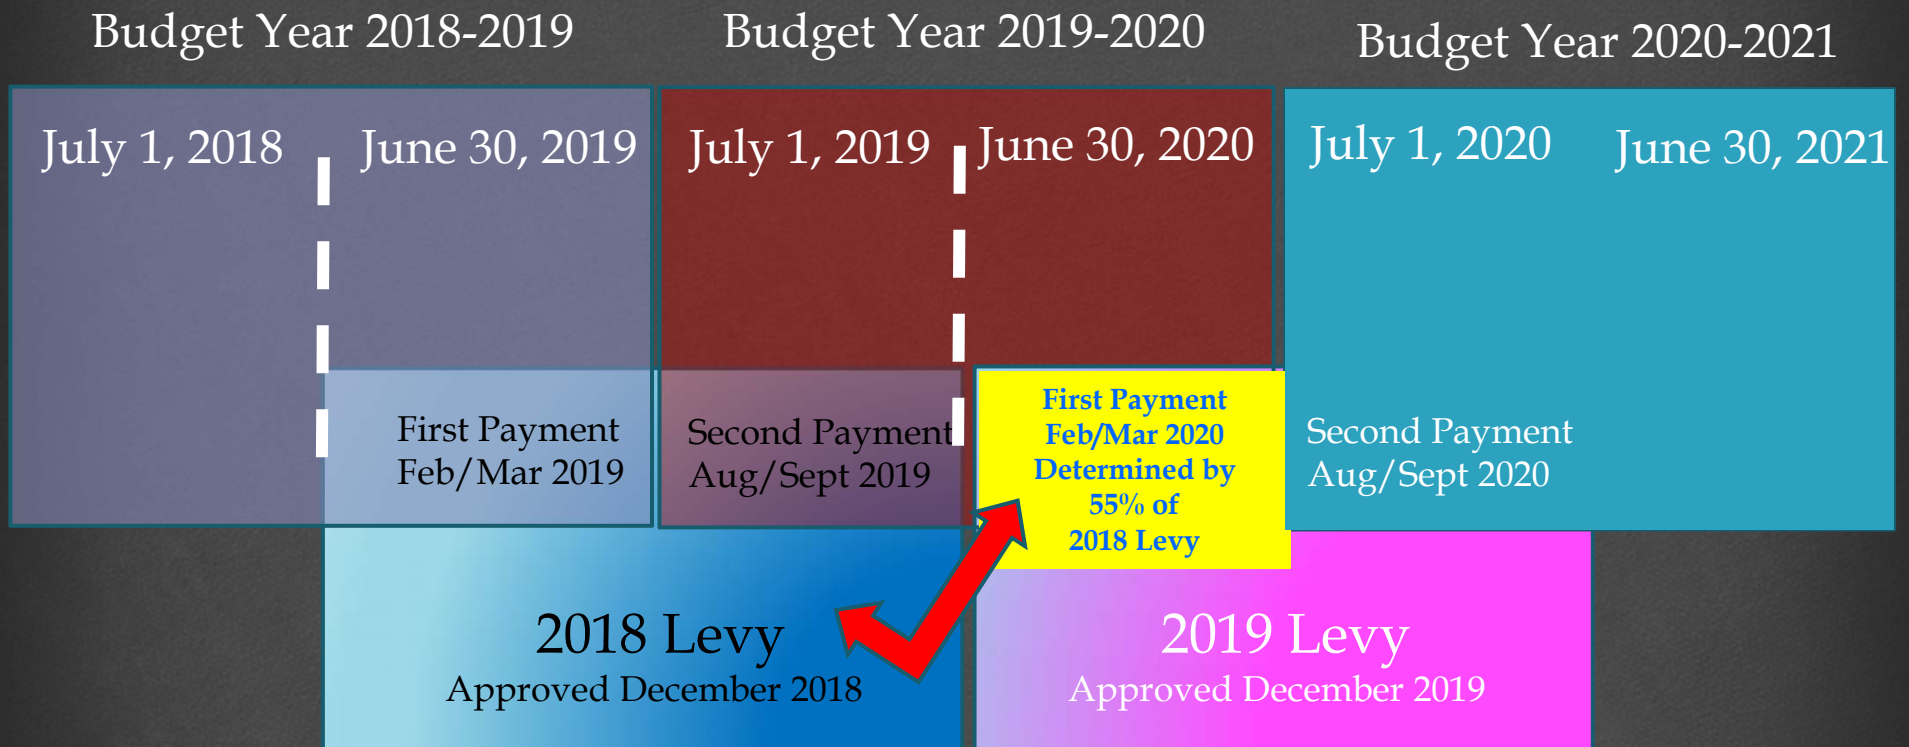 Budget Year 2018-2019
Budget Year 2019-2020
Budget Year 2020-2021
July 1, 2018
June 30, 2019
July 1, 2019
June 30, 2020
July 1, 2020
June 30, 2021
First Payment
Feb/Mar 2019
Second Payment
Aug/Sept 2019
First Payment
Feb/Mar 2020
Determined by
55% of
2018 Levy
Second Payment
Aug/Sept 2020
2018 Levy
Approved December 2018
2019 Levy
Approved December 2019